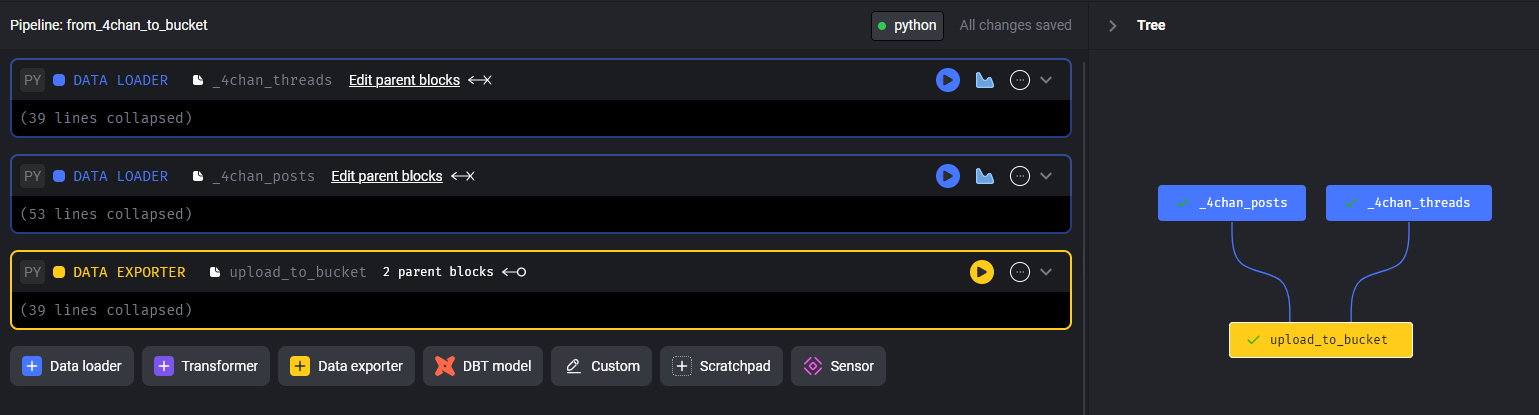 Pipeline: from_4chan_to_bucket
python
All changes saved
Tree
PY DATA LOADER _4chan_threads Edit parent blocks
(39 lines collapsed)
PY DATA LOADER _4chan_posts Edit parent blocks
(53 lines collapsed)
PY DATA EXPORTER upload_to_bucket 2 parent blocks
(39 lines collapsed)
Data loader
Transformer
Data exporter
DBT model
Custom
Scratchpad
Sensor
_4chan_posts
_4chan_threads
upload_to_bucket